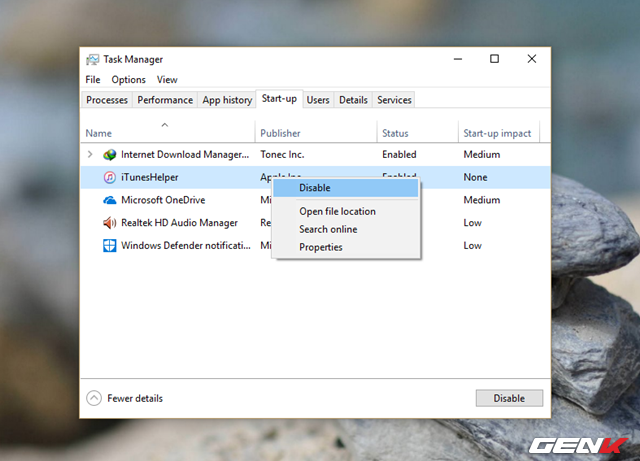 Task Manager
File Options View
Processes Performance App history Start-up Users Details Services
Name Publisher Status Start-up impact
Internet Download Manager... Tonec Inc. Enabled Medium
iTunesHelper Apple Inc. Enabled None
Disable
Microsoft OneDrive Mi Medium
Open file location
Realtek HD Audio Manager Re Low
Search online
Windows Defender notificati... Mi Low
Properties
Fewer details Disable
GENK